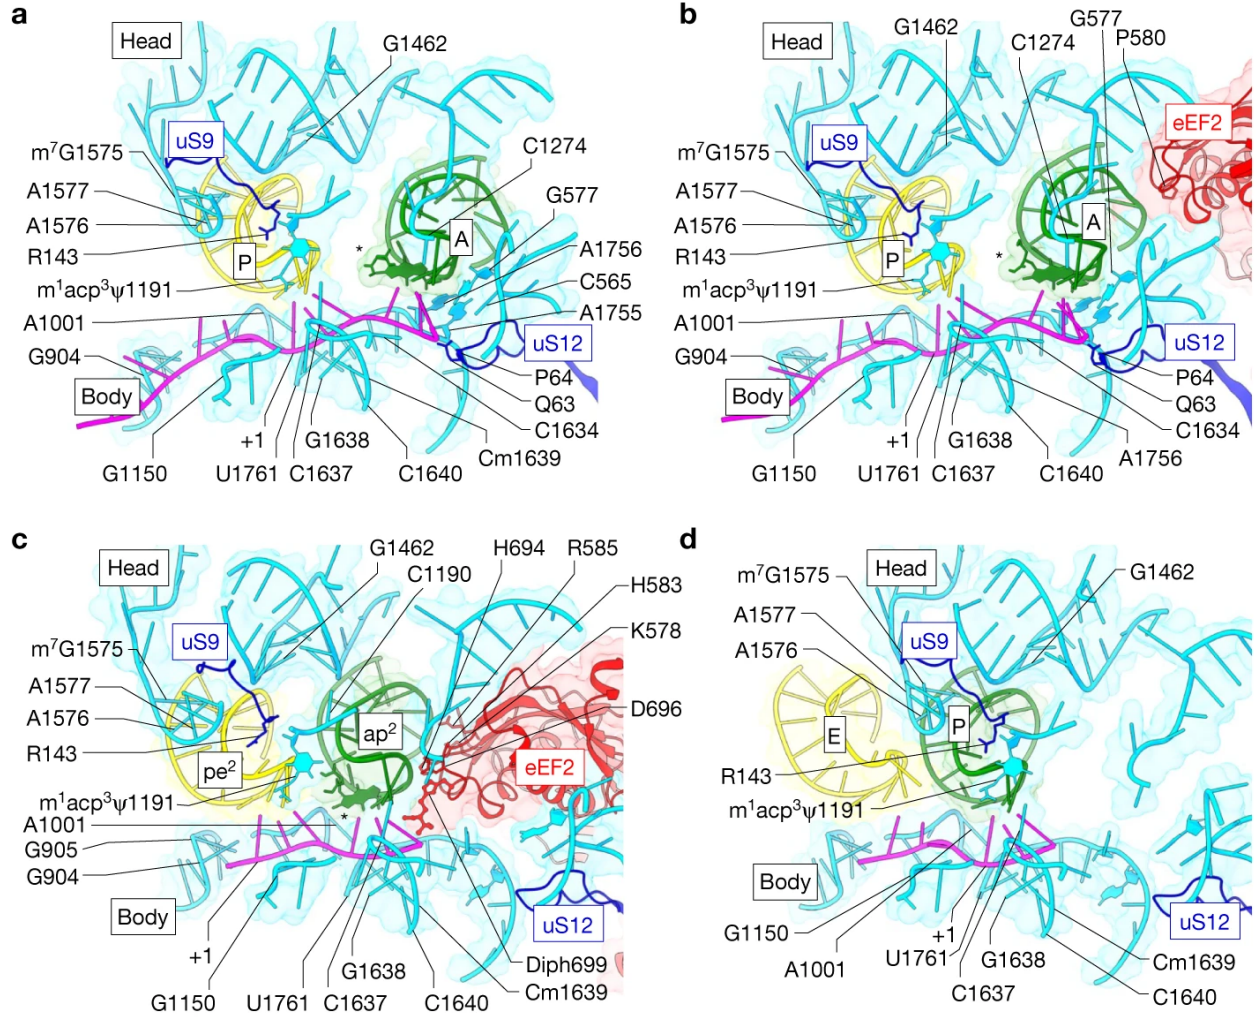 a
Head
G1462
uS9
m⁷G1575
C1274
A1577
G577
A1576
A1756
R143
P
*
A
C565
m¹acp³ψ1191
A1755
A1001
uS12
G904
P64
Body
Q63
+1
G1638
C1634
Cm1639
G1150
U1761
C1637
C1640
b
Head
G1462
G577
C1274
P580
eEF2
uS9
m⁷G1575
A1577
A1576
A
R143
P
*
m¹acp³ψ1191
A1001
uS12
G904
P64
Body
Q63
+1
G1638
C1634
A1756
G1150
U1761
C1637
C1640
c
Head
G1462
H694
R585
C1190
H583
uS9
K578
m⁷G1575
A1577
D696
A1576
ap²
R143
pe²
eEF2
m¹acp³ψ1191
*
A1001
G905
G904
Body
uS12
+1
G1638
Diph699
Cm1639
G1150
U1761
C1637
C1640
d
m⁷G1575
Head
G1462
A1577
uS9
A1576
E
P
R143
m¹acp³ψ1191
Body
uS12
G1150
+1
A1001
U1761
G1638
Cm1639
C1637
C1640